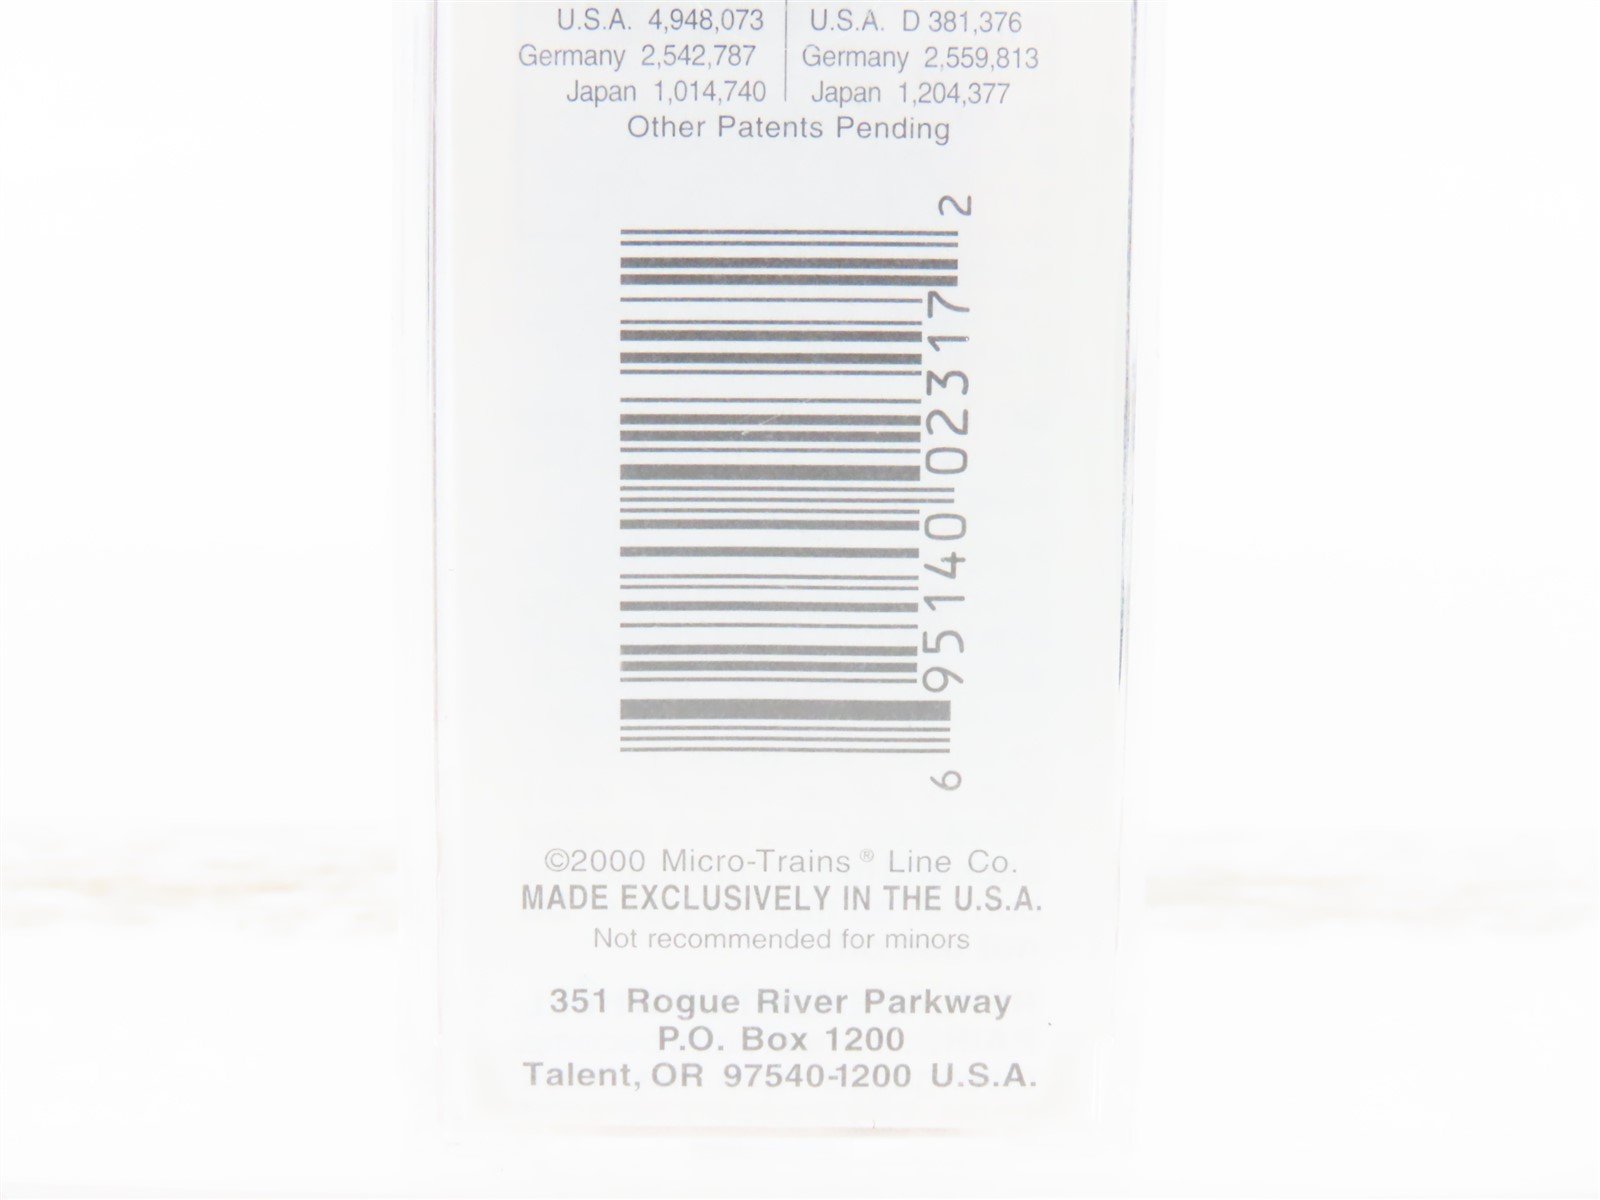 U.S.A. 4,948,073 U.S.A. D 381,376
Germany 2,542,787 Germany 2,559,813
Japan 1,014,740 Japan 1,204,377
Other Patents Pending
6 95140 02317 2
©2000 Micro-Trains® Line Co.
MADE EXCLUSIVELY IN THE U.S.A.
Not recommended for minors
351 Rogue River Parkway
P.O. Box 1200
Talent, OR 97540-1200 U.S.A.